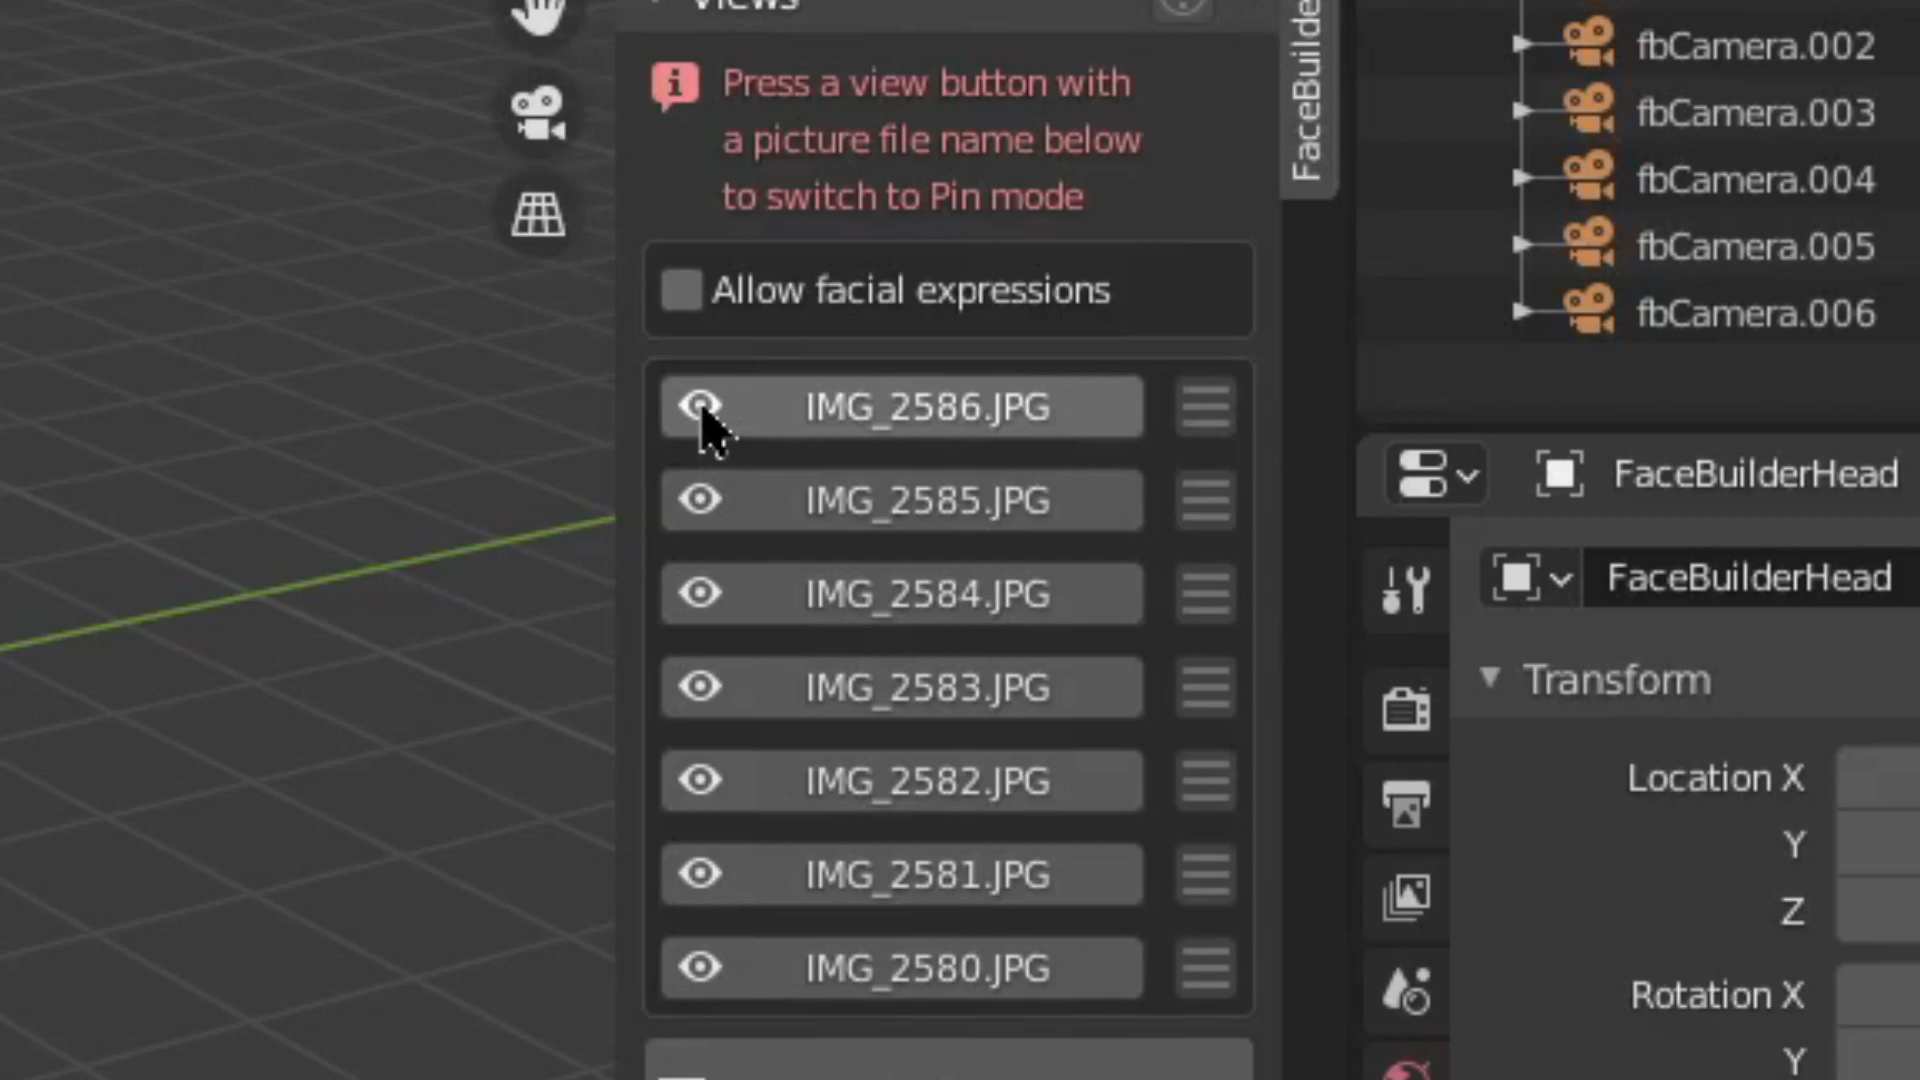 Views
Press a view button with
a picture file name below
to switch to Pin mode
Allow facial expressions
IMG_2586.JPG
IMG_2585.JPG
IMG_2584.JPG
IMG_2583.JPG
IMG_2582.JPG
IMG_2581.JPG
IMG_2580.JPG
FaceBuilde
fbCamera.002
fbCamera.003
fbCamera.004
fbCamera.005
fbCamera.006
FaceBuilderHead
FaceBuilderHead
Transform
Location X
Y
Z
Rotation X
Y